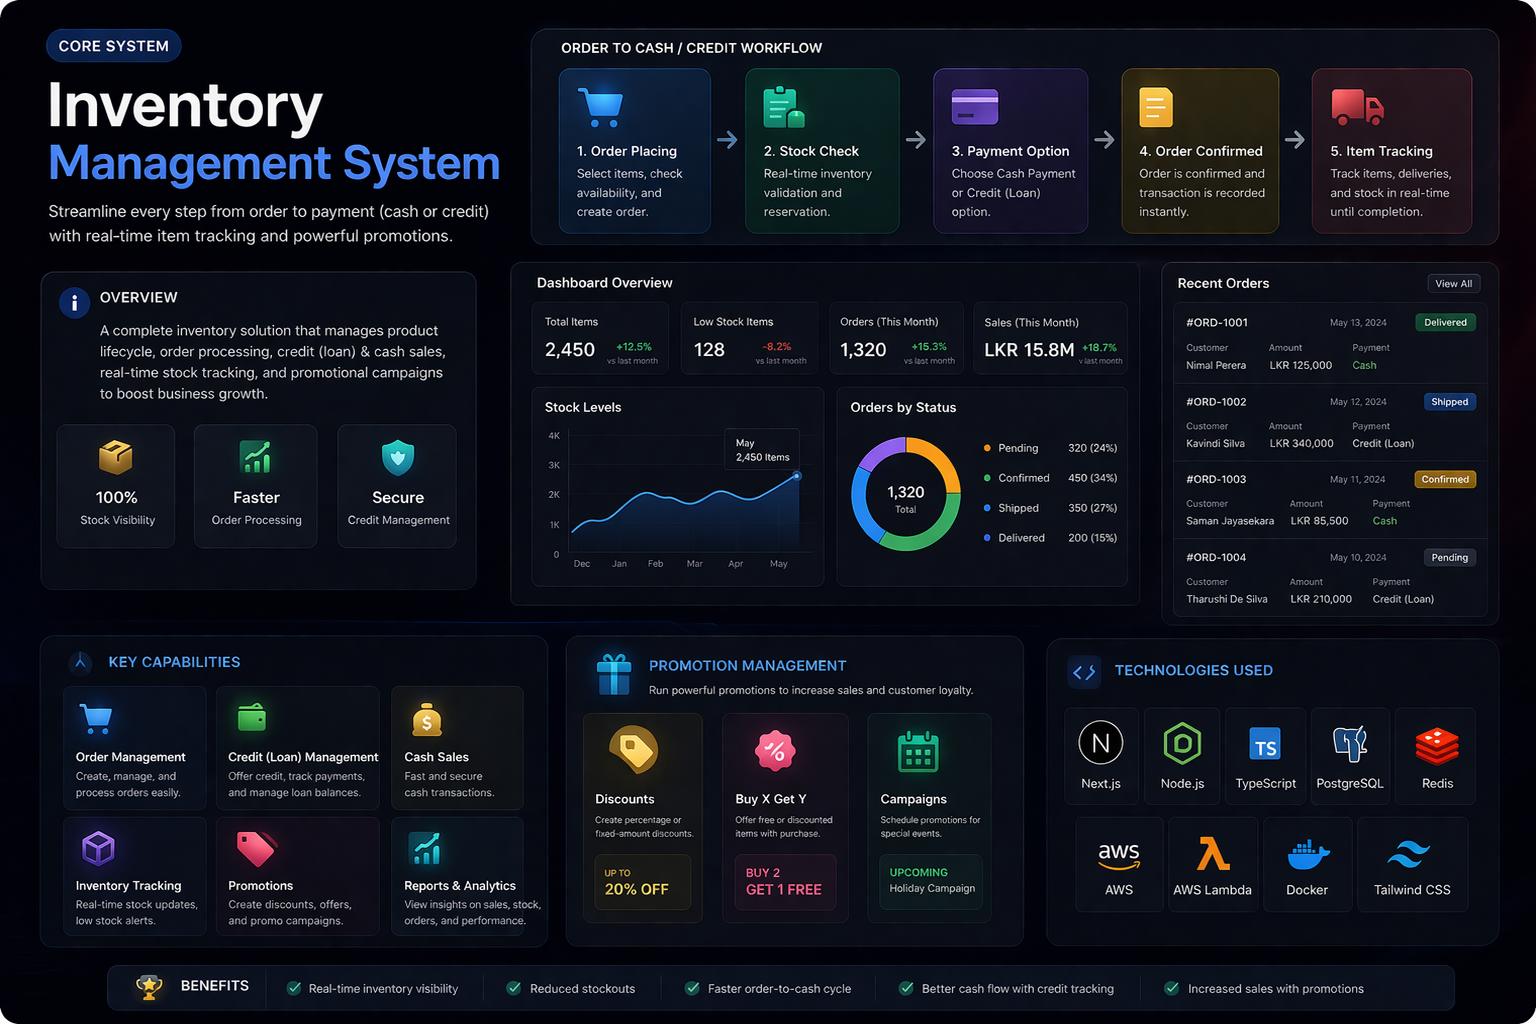 CORE SYSTEM
Inventory
Management System
Streamline every step from order to payment (cash or credit)
with real-time item tracking and powerful promotions.
ORDER TO CASH / CREDIT WORKFLOW
1. Order Placing
Select items, check
availability, and
create order.
2. Stock Check
Real-time inventory
validation and
reservation.
3. Payment Option
Choose Cash Payment
or Credit (Loan)
option.
4. Order Confirmed
Order is confirmed and
transaction is recorded
instantly.
5. Item Tracking
Track items, deliveries,
and stock in real-time
until completion.
i
OVERVIEW
A complete inventory solution that manages product
lifecycle, order processing, credit (loan) & cash sales,
real-time stock tracking, and promotional campaigns
to boost business growth.
100%
Stock Visibility
Faster
Order Processing
Secure
Credit Management
Dashboard Overview
Total Items
2,450 +12.5%
vs last month
Low Stock Items
128 -8.2%
vs last month
Orders (This Month)
1,320 +15.3%
vs last month
Sales (This Month)
LKR 15.8M +18.7%
v last month
Stock Levels
4K
3K
2K
1K
0
May
2,450 Items
Dec Jan Feb Mar Apr May
Orders by Status
1,320
Total
Pending 320 (24%)
Confirmed 450 (34%)
Shipped 350 (27%)
Delivered 200 (15%)
Recent Orders View All
#ORD-1001 May 13, 2024 Delivered
Customer Amount Payment
Nimal Perera LKR 125,000 Cash
#ORD-1002 May 12, 2024 Shipped
Customer Amount Payment
Kavindi Silva LKR 340,000 Credit (Loan)
#ORD-1003 May 11, 2024 Confirmed
Customer Amount Payment
Saman Jayasekara LKR 85,500 Cash
#ORD-1004 May 10, 2024 Pending
Customer Amount Payment
Tharushi De Silva LKR 210,000 Credit (Loan)
KEY CAPABILITIES
Order Management
Create, manage, and
process orders easily.
Credit (Loan) Management
Offer credit, track payments,
and manage loan balances.
$
Cash Sales
Fast and secure
cash transactions.
Inventory Tracking
Real-time stock updates,
low stock alerts.
Promotions
Create discounts, offers,
and promo campaigns.
Reports & Analytics
View insights on sales, stock,
orders, and performance.
PROMOTION MANAGEMENT
Run powerful promotions to increase sales and customer loyalty.
Discounts
Create percentage or
fixed-amount discounts.
UP TO
20% OFF
%
Buy X Get Y
Offer free or discounted
items with purchase.
BUY 2
GET 1 FREE
Campaigns
Schedule promotions for
special events.
UPCOMING
Holiday Campaign
TECHNOLOGIES USED
N
Next.js
Node.js
TS
TypeScript
PostgreSQL
Redis
aws
AWS
AWS Lambda
Docker
Tailwind CSS
BENEFITS
Real-time inventory visibility
Reduced stockouts
Faster order-to-cash cycle
Better cash flow with credit tracking
Increased sales with promotions